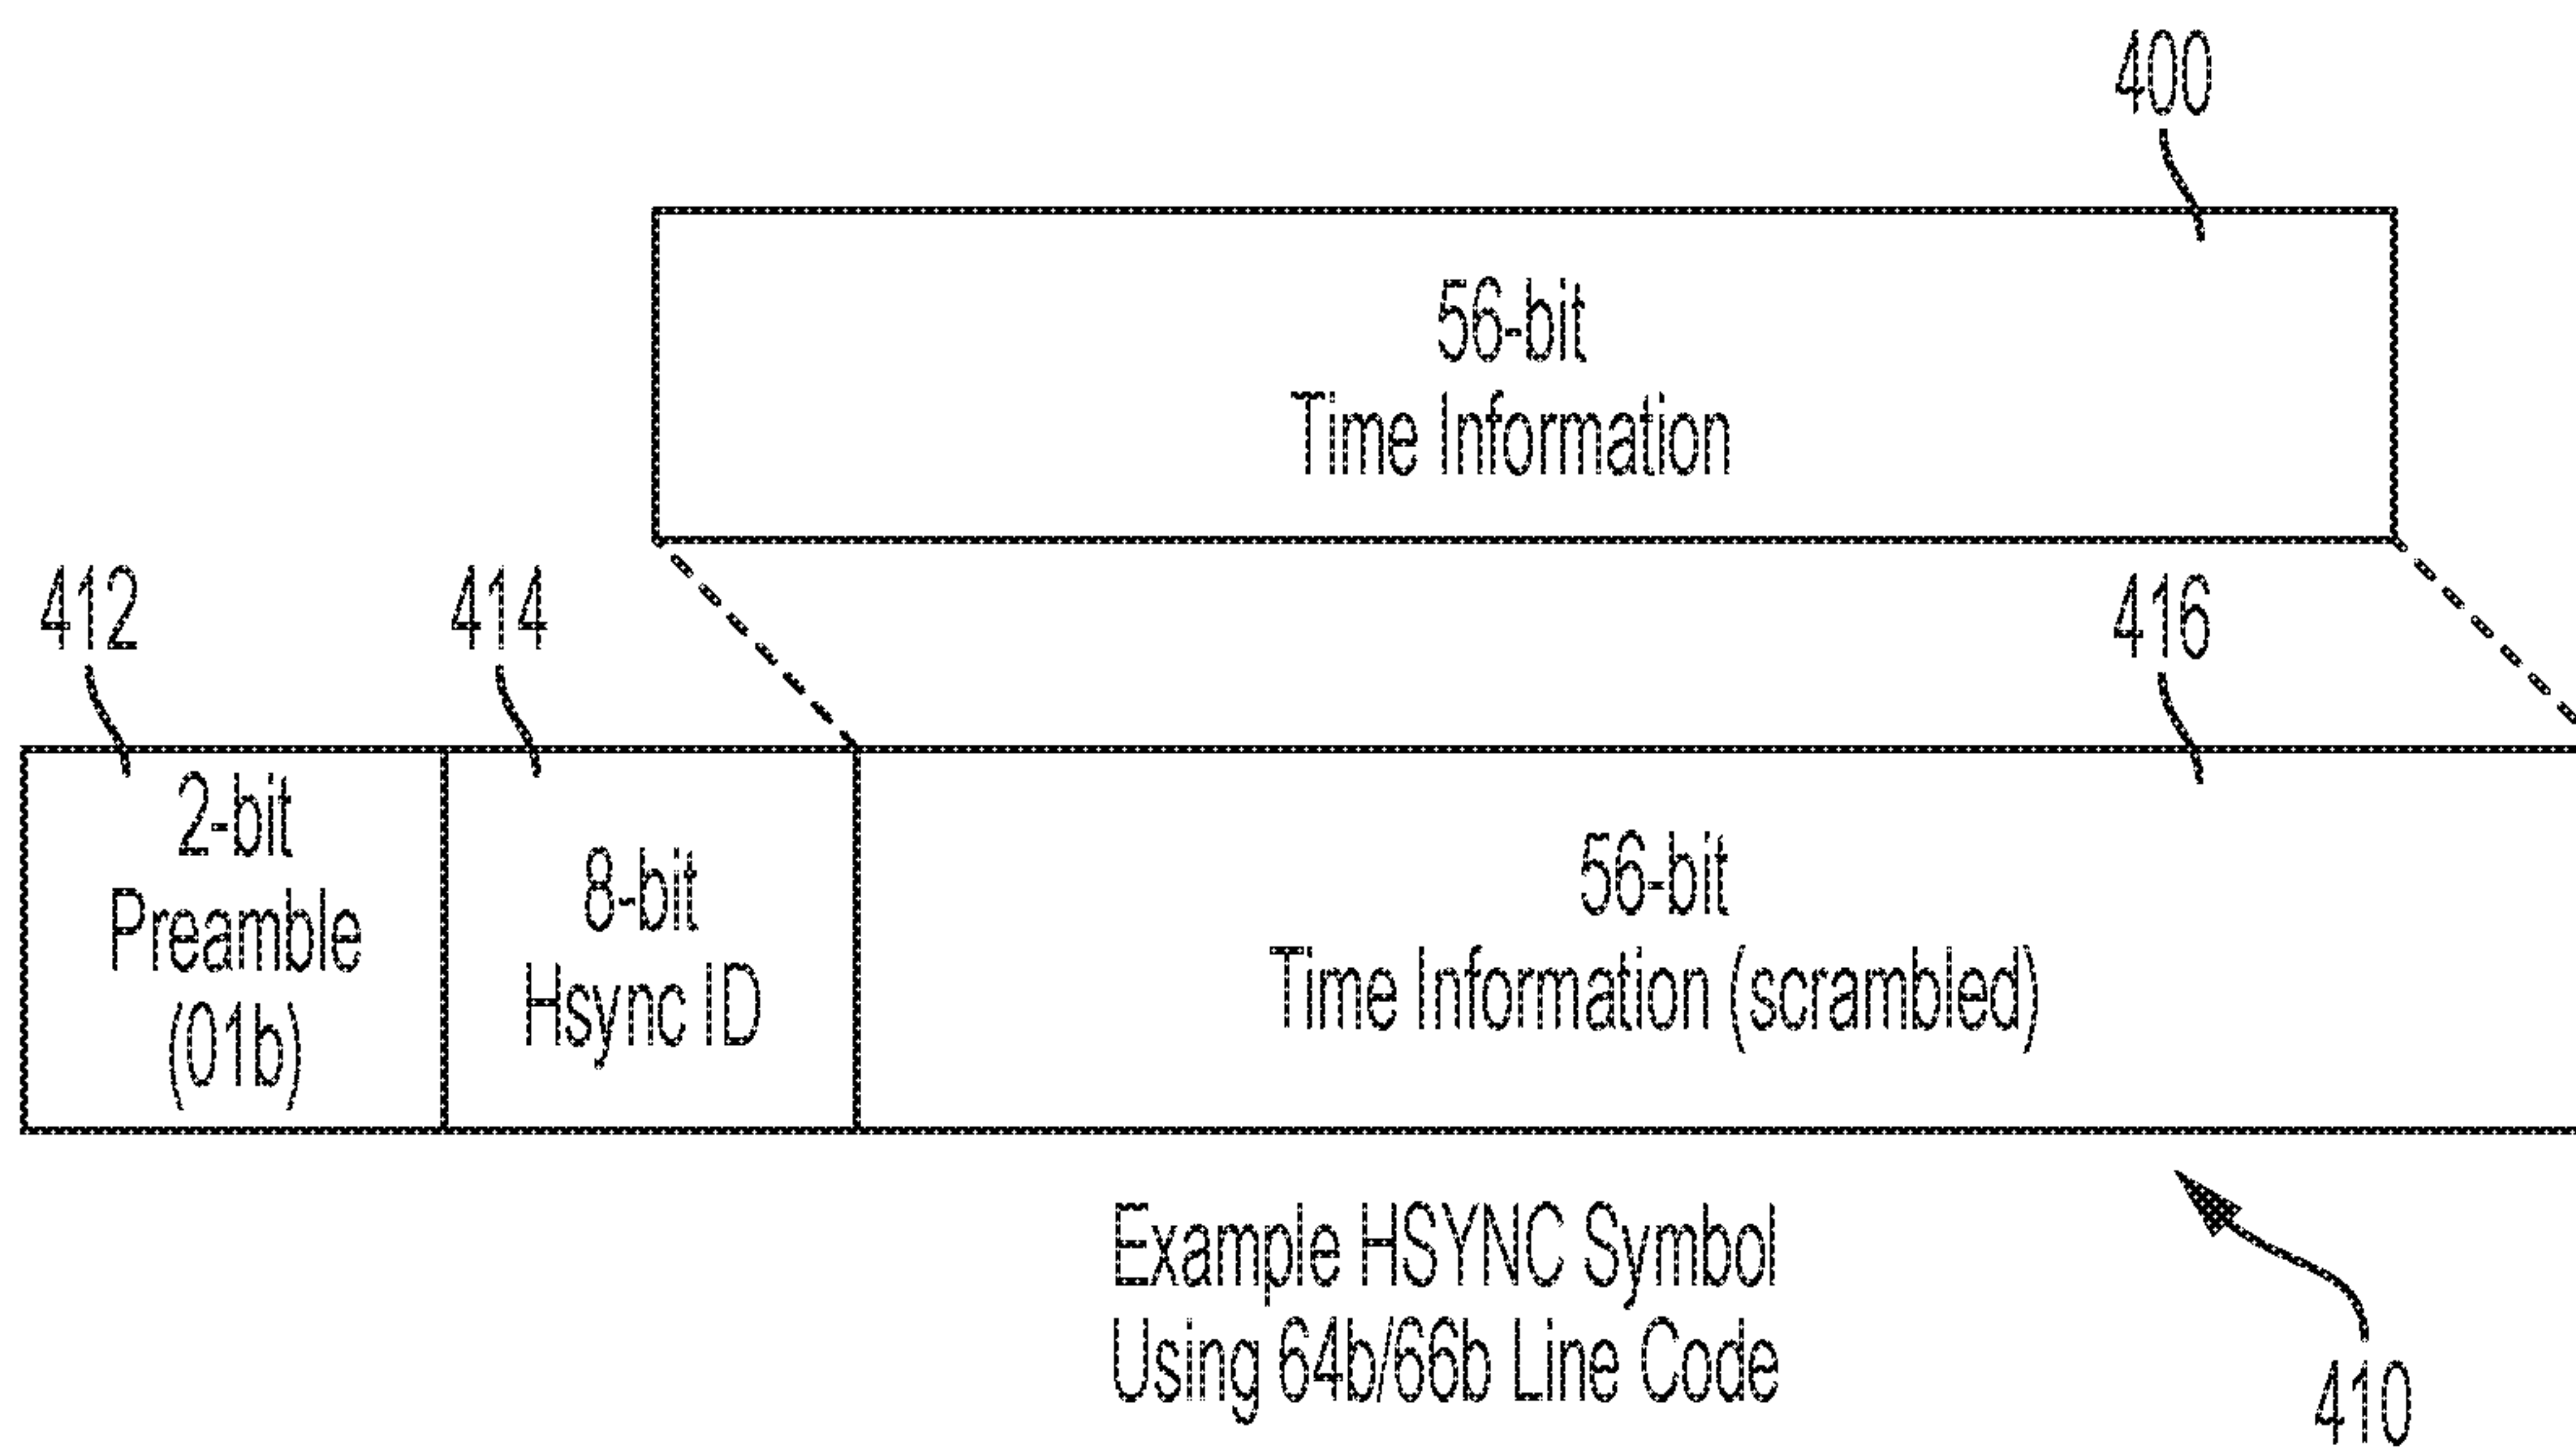 400
56-bit
Time Information
412
414
416
2-bit
Preamble
(01b)
8-bit
Hsync ID
56-bit
Time Information (scrambled)
Example HSYNC Symbol
Using 64b/66b Line Code
410